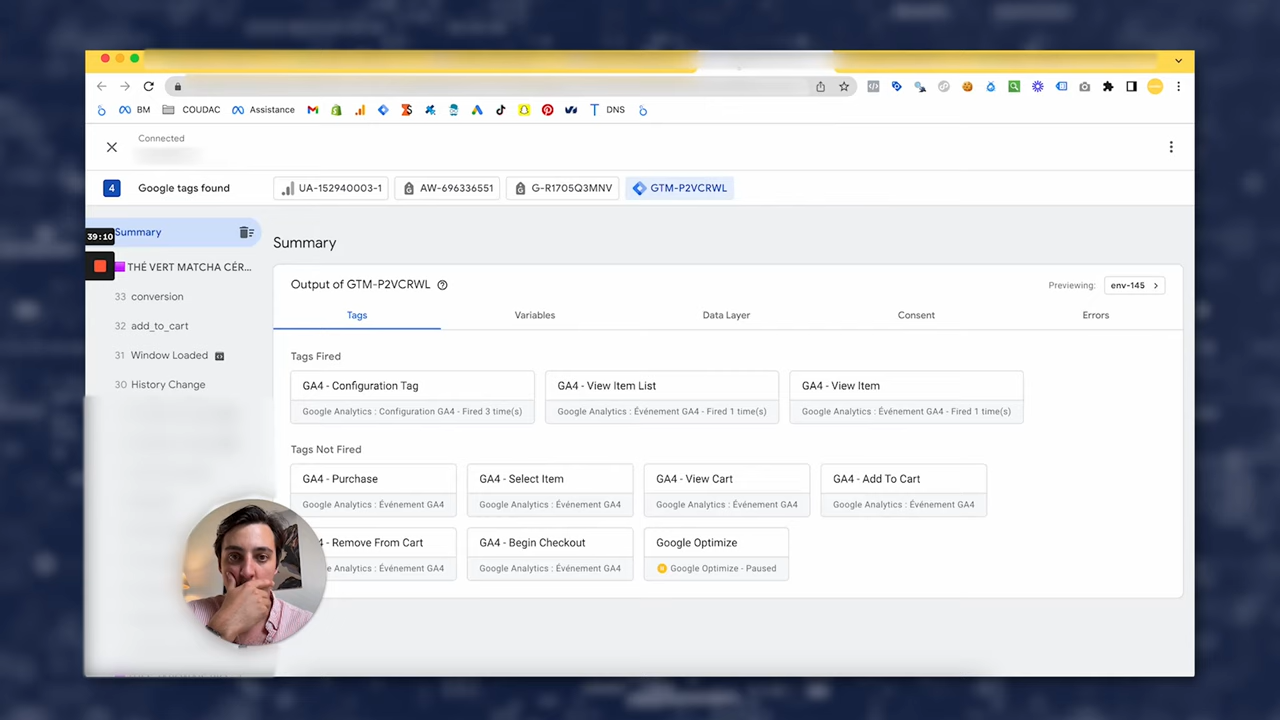 BM
COUDAC
Assistance
DNS
Connected
4
Google tags found
UA-152940003-1
AW-696336551
G-R1705Q3MNV
GTM-P2VCRWL
Summary
39:10
THÉ VERT MATCHA CÉR...
33 conversion
32 add_to_cart
31 Window Loaded
30 History Change
Summary
Output of GTM-P2VCRWL
Previewing: env-145
Tags
Variables
Data Layer
Consent
Errors
Tags Fired
GA4 - Configuration Tag
Google Analytics : Configuration GA4 - Fired 3 time(s)
GA4 - View Item List
Google Analytics : Événement GA4 - Fired 1 time(s)
GA4 - View Item
Google Analytics : Événement GA4 - Fired 1 time(s)
Tags Not Fired
GA4 - Purchase
Google Analytics : Événement GA4
GA4 - Select Item
Google Analytics : Événement GA4
GA4 - View Cart
Google Analytics : Événement GA4
GA4 - Add To Cart
Google Analytics : Événement GA4
- Remove From Cart
Analytics : Événement GA4
GA4 - Begin Checkout
Google Analytics : Événement GA4
Google Optimize
Google Optimize - Paused